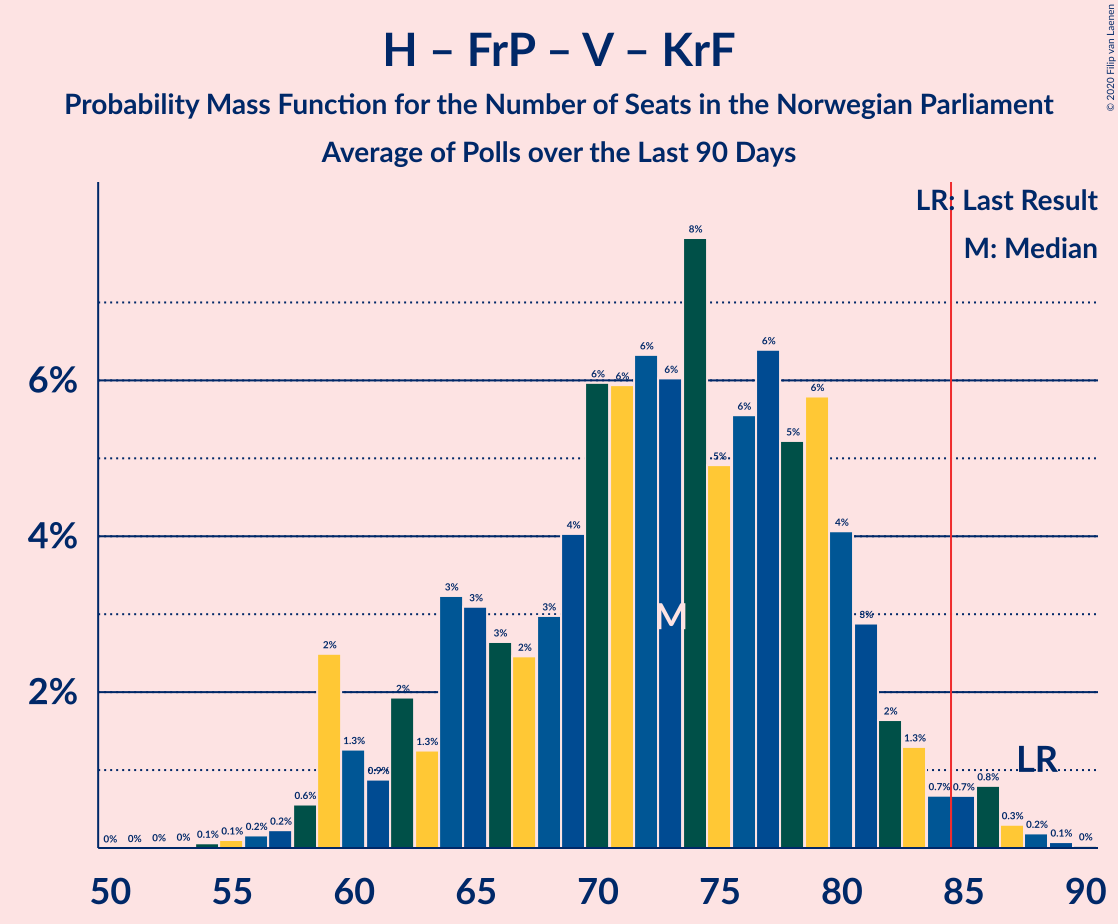 H – FrP – V – KrF
Probability Mass Function for the Number of Seats in the Norwegian Parliament
Average of Polls over the Last 90 Days
© 2020 Filip van Laenen
LR: Last Result
M: Median
6%
4%
2%
0% 0% 0% 0% 0.1% 0.1% 0.2% 0.2% 0.6% 2% 1.3% 0.9% 2% 1.3% 3% 3% 3% 2% 3% 4% 6% 6% 6% 6% 8% 5% 6% 6% 5% 6% 4% 3% 2% 1.3% 0.7% 0.7% 0.8% 0.3% 0.2% 0.1% 0%
M
LR
50 55 60 65 70 75 80 85 90